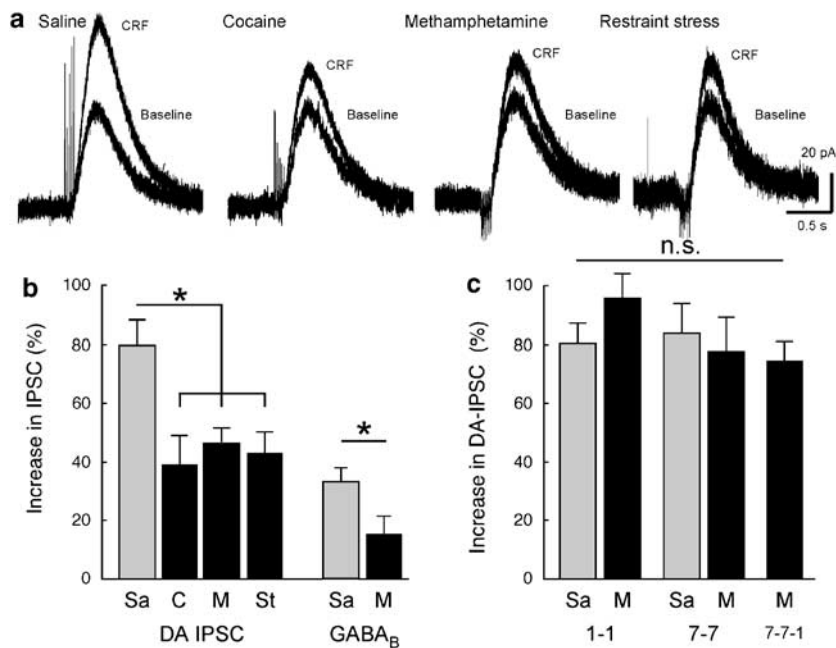 a Saline Cocaine Methamphetamine Restraint stress
CRF CRF CRF CRF
Baseline Baseline Baseline Baseline
20 pA
0.5 s
b
Increase in IPSC (%)
100
80
60
40
20
0
*
*
Sa C M St Sa M
DA IPSC GABA_B
c
n.s.
Increase in DA-IPSC (%)
100
80
60
40
20
0
Sa M Sa M M
1-1 7-7 7-7-1